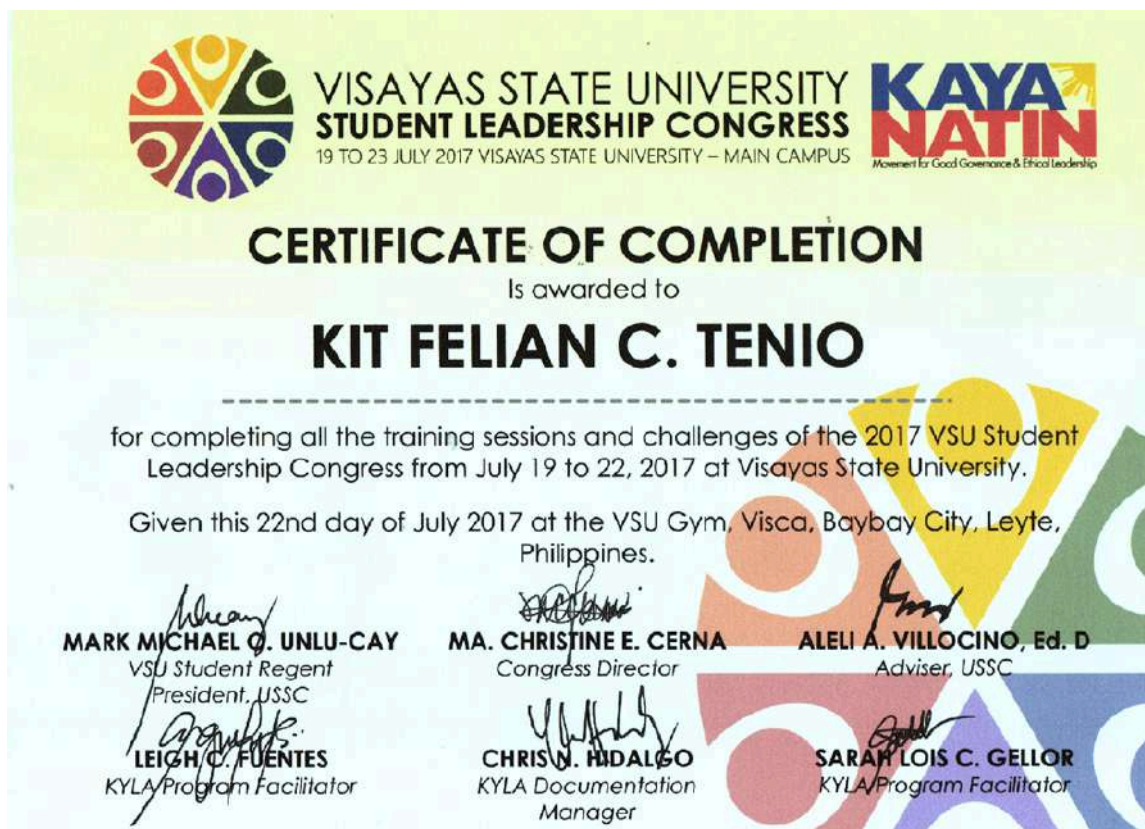 VISAYAS STATE UNIVERSITY
STUDENT LEADERSHIP CONGRESS
19 TO 23 JULY 2017 VISAYAS STATE UNIVERSITY – MAIN CAMPUS
KAYA
NATIN
Movement for Good Governance & Ethical Leadership
CERTIFICATE OF COMPLETION
Is awarded to
KIT FELIAN C. TENIO
for completing all the training sessions and challenges of the 2017 VSU Student
Leadership Congress from July 19 to 22, 2017 at Visayas State University.
Given this 22nd day of July 2017 at the VSU Gym, Visca, Baybay City, Leyte,
Philippines.
MARK MICHAEL Q. UNLU-CAY
VSU Student Regent
President, USSC
MA. CHRISTINE E. CERNA
Congress Director
ALELI A. VILLOCINO, Ed. D
Adviser, USSC
LEIGH C. FUENTES
KYLA Program Facilitator
CHRIS N. HIDALGO
KYLA Documentation
Manager
SARAH LOIS C. GELLOR
KYLA Program Facilitator